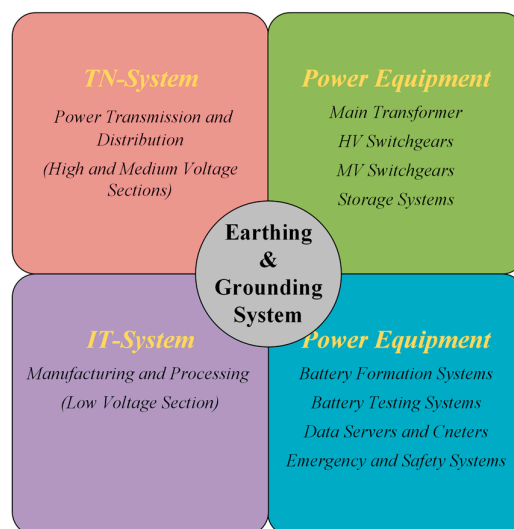 TN-System
Power Transmission and
Distribution
(High and Medium Voltage
Sections)
Power Equipment
Main Transformer
HV Switchgears
MV Switchgears
Storage Systems
Earthing
&
Grounding
System
IT-System
Manufacturing and Processing
(Low Voltage Section)
Power Equipment
Battery Formation Systems
Battery Testing Systems
Data Servers and Cneters
Emergency and Safety Systems